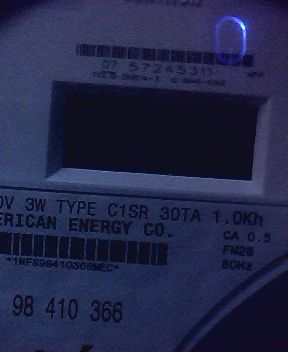 07 57245311
0V 3W TYPE C1SR 30TA 1.0Kh
ERICAN ENERGY CO.
CA 0.5
FM2S
60Hz
*1MFS98410366MEC*
98 410 366